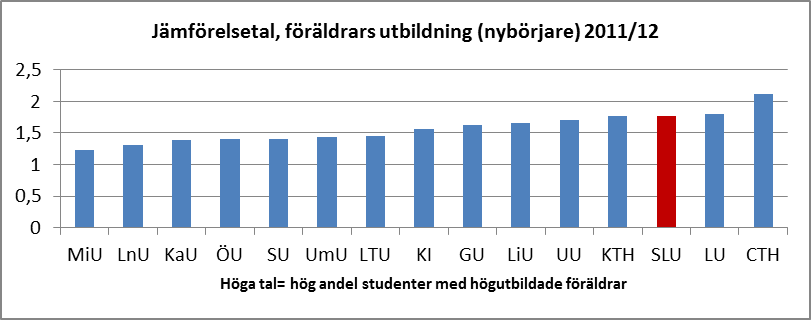 Jämförelsetal, föräldrars utbildning (nybörjare) 2011/12
2,5
2
1,5
1
0,5
0
MiU LnU KaU ÖU SU UmU LTU KI GU LiU UU KTH SLU LU CTH
Höga tal= hög andel studenter med högutbildade föräldrar